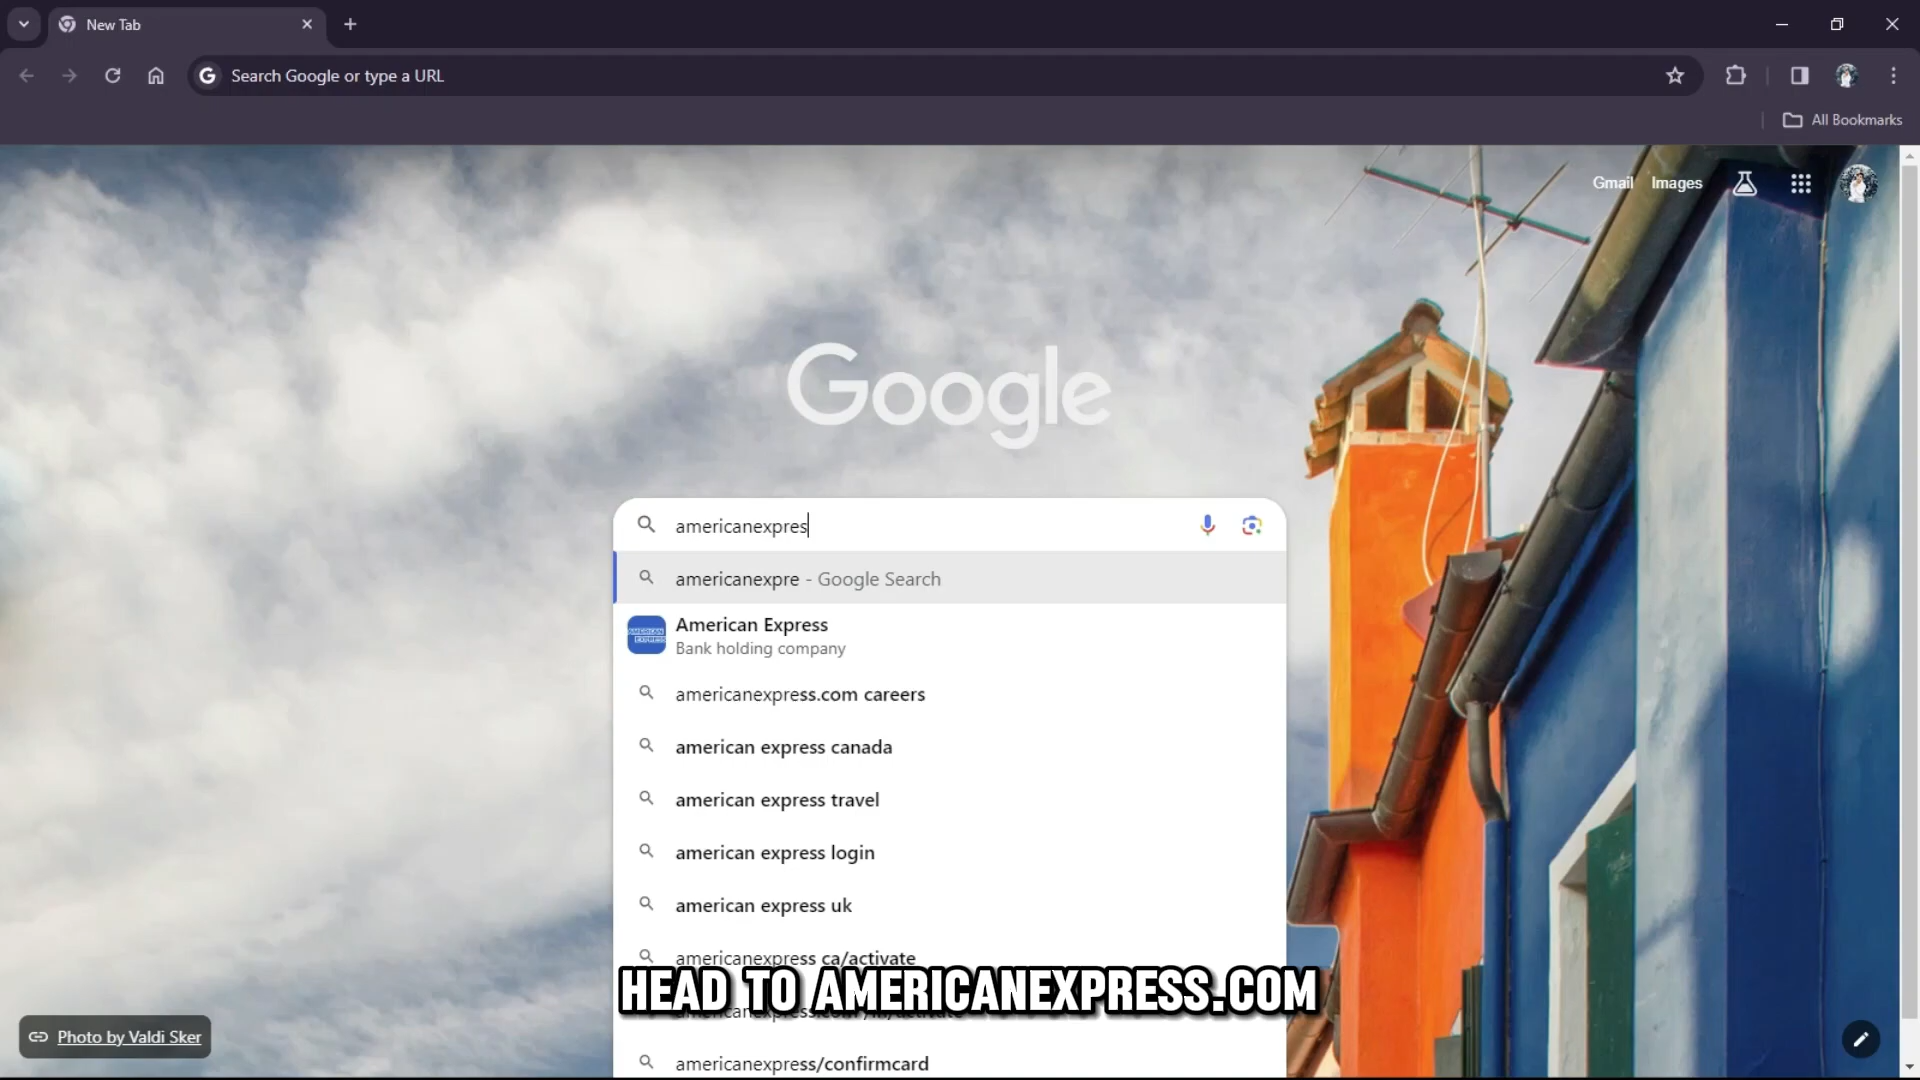 New Tab
Search Google or type a URL
All Bookmarks
Gmail Images
Google
americanexpres
americanexpre - Google Search
AMERICAN EXPRESS
American Express
Bank holding company
americanexpress.com careers
american express canada
american express travel
american express login
american express uk
americanexpress ca/activate
HEAD TO AMERICANEXPRESS.COM
americanexpress/confirmcard
Photo by Valdi Sker